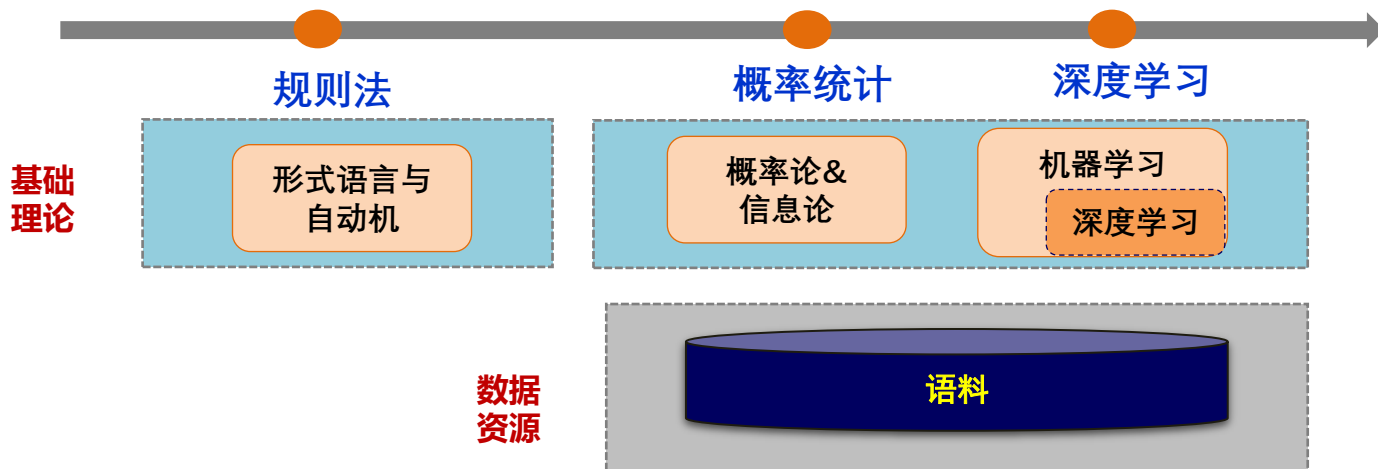 规则法
概率统计
深度学习
基础
理论
形式语言与
自动机
概率论&
信息论
机器学习
深度学习
数据
资源
语料